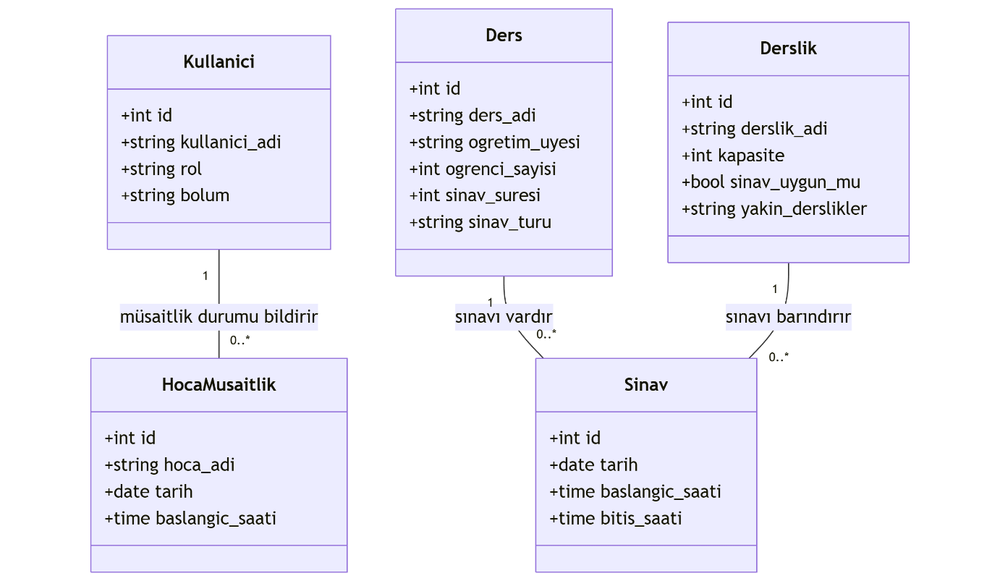 Kullanici
+int id
+string kullanici_adi
+string rol
+string bolum
Ders
+int id
+string ders_adi
+string ogretim_uyesi
+int ogrenci_sayisi
+int sinav_suresi
+string sinav_turu
Derslik
+int id
+string derslik_adi
+int kapasite
+bool sinav_uygun_mu
+string yakin_derslikler
1
müsaitlik durumu bildirir
0..*
1
sınavı vardır
0..*
1
sınavı barındırır
0..*
HocaMusaitlik
+int id
+string hoca_adi
+date tarih
+time baslangic_saati
Sinav
+int id
+date tarih
+time baslangic_saati
+time bitis_saati